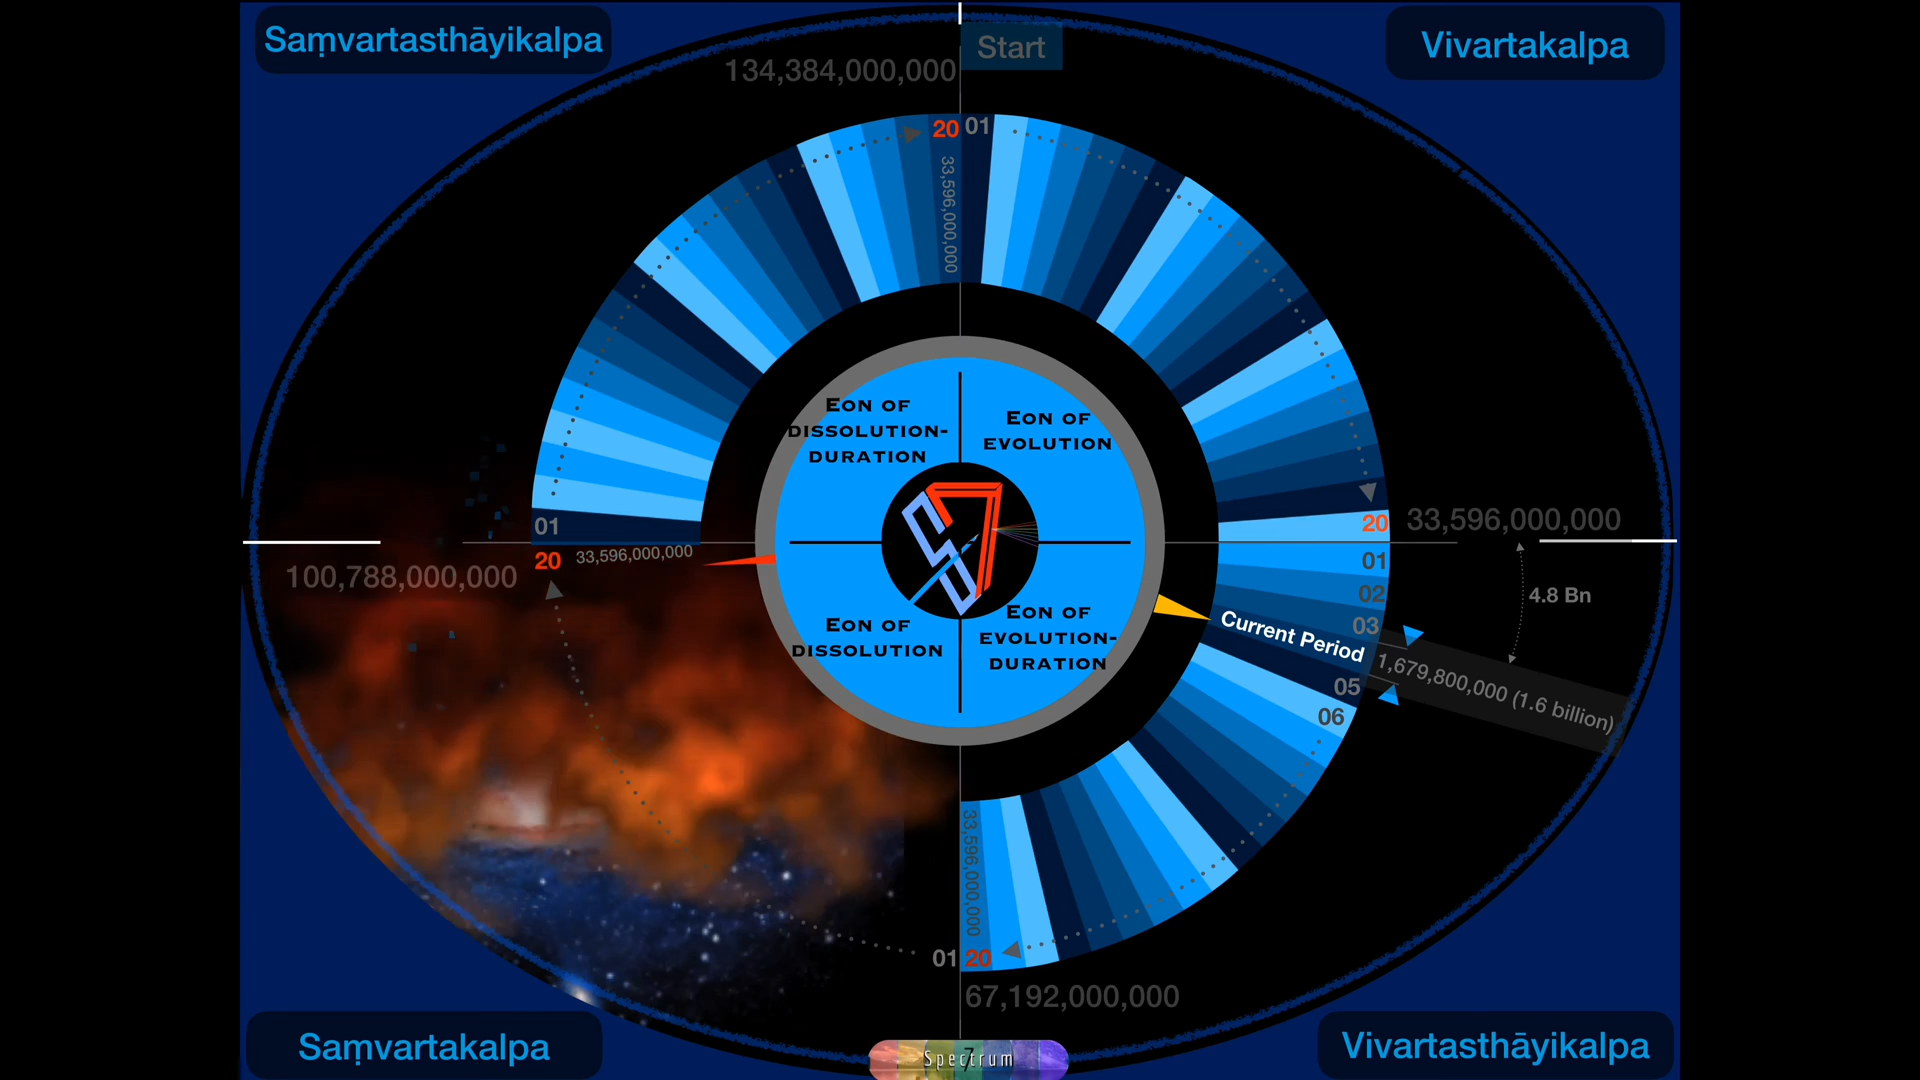 Saṃvartasthāyikalpa
Start
Vivartakalpa
134,384,000,000
20
01
33,596,000,000
Eon of
dissolution-
duration
Eon of
evolution
01
20
33,596,000,000
100,788,000,000
20
33,596,000,000
01
02
03
4.8 Bn
Current Period
1,679,800,000 (1.6 billion)
05
06
Eon of
dissolution
Eon of
evolution-
duration
33,596,000,000
01
20
67,192,000,000
Saṃvartakalpa
Spectrum
7
Vivartasthāyikalpa